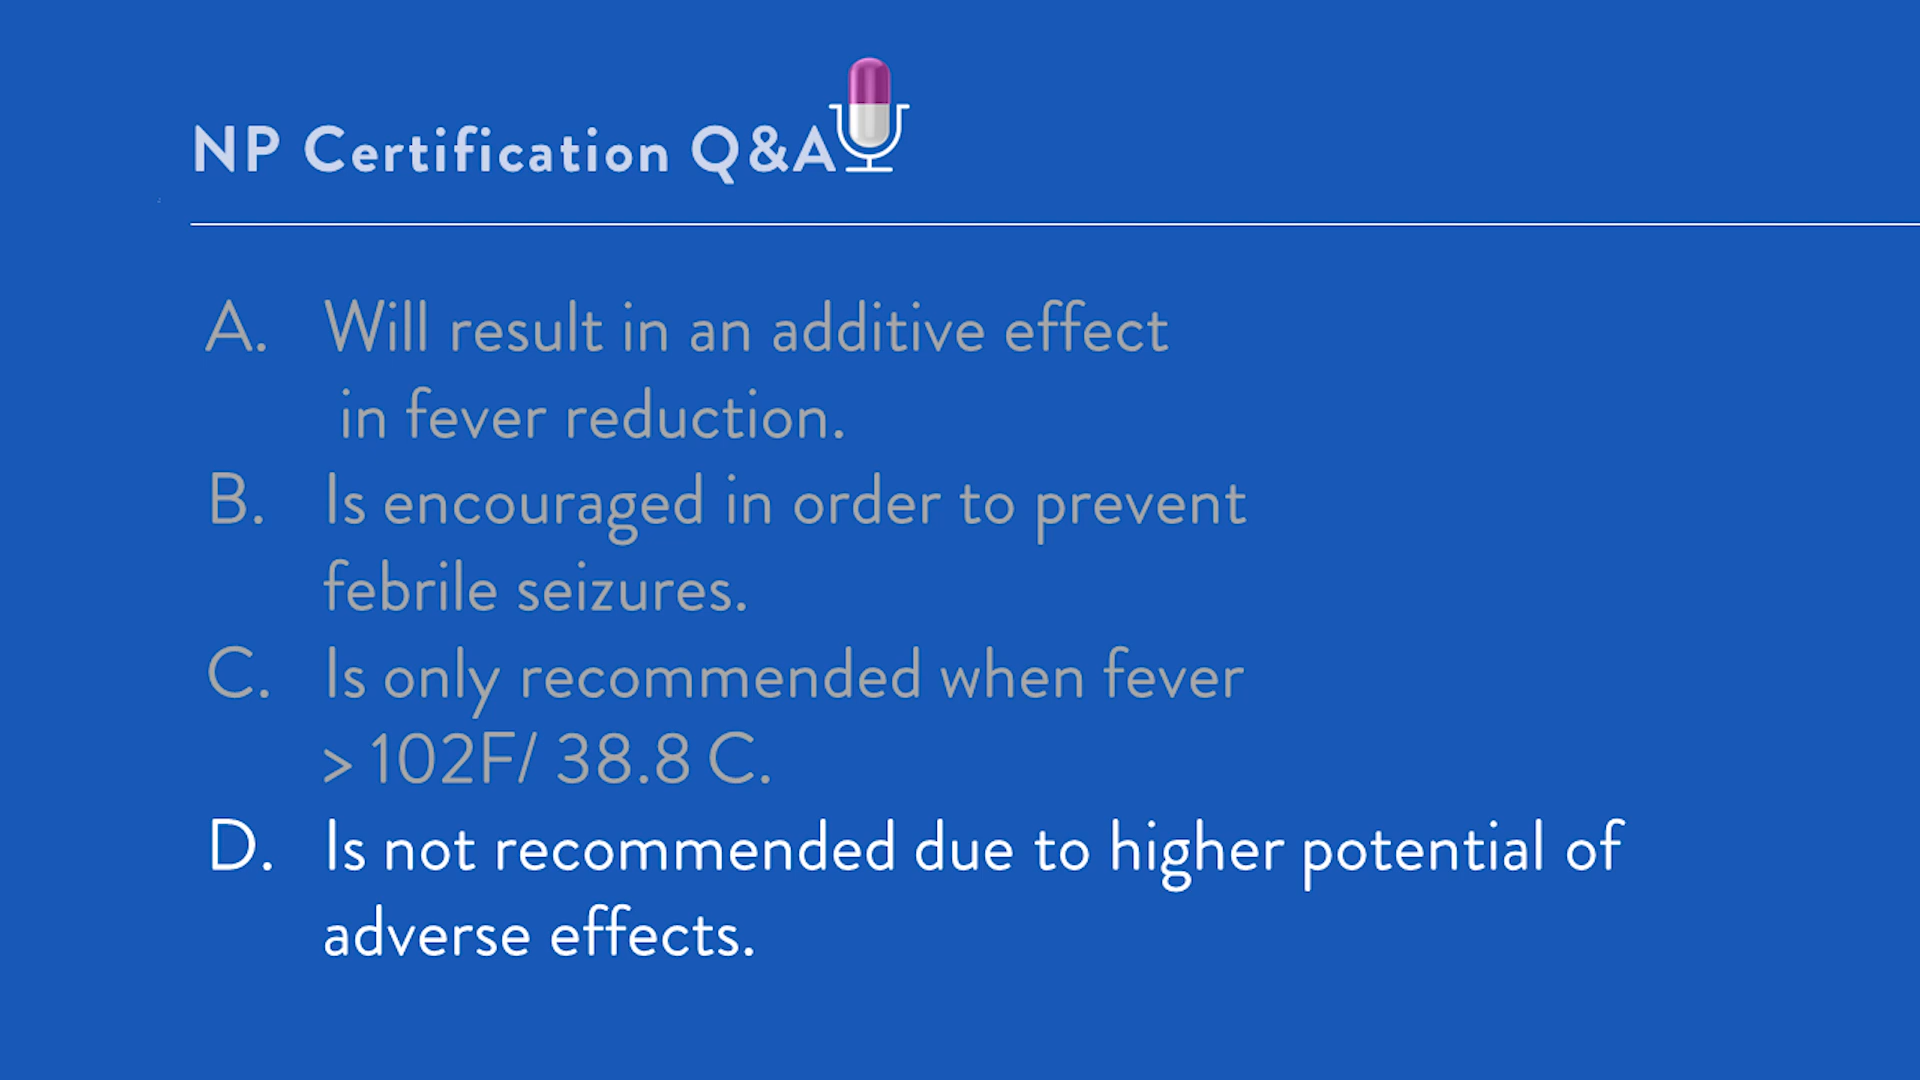 NP Certification Q&A
A. Will result in an additive effect
in fever reduction.
B. Is encouraged in order to prevent
febrile seizures.
C. Is only recommended when fever
> 102F/ 38.8 C.
D. Is not recommended due to higher potential of
adverse effects.